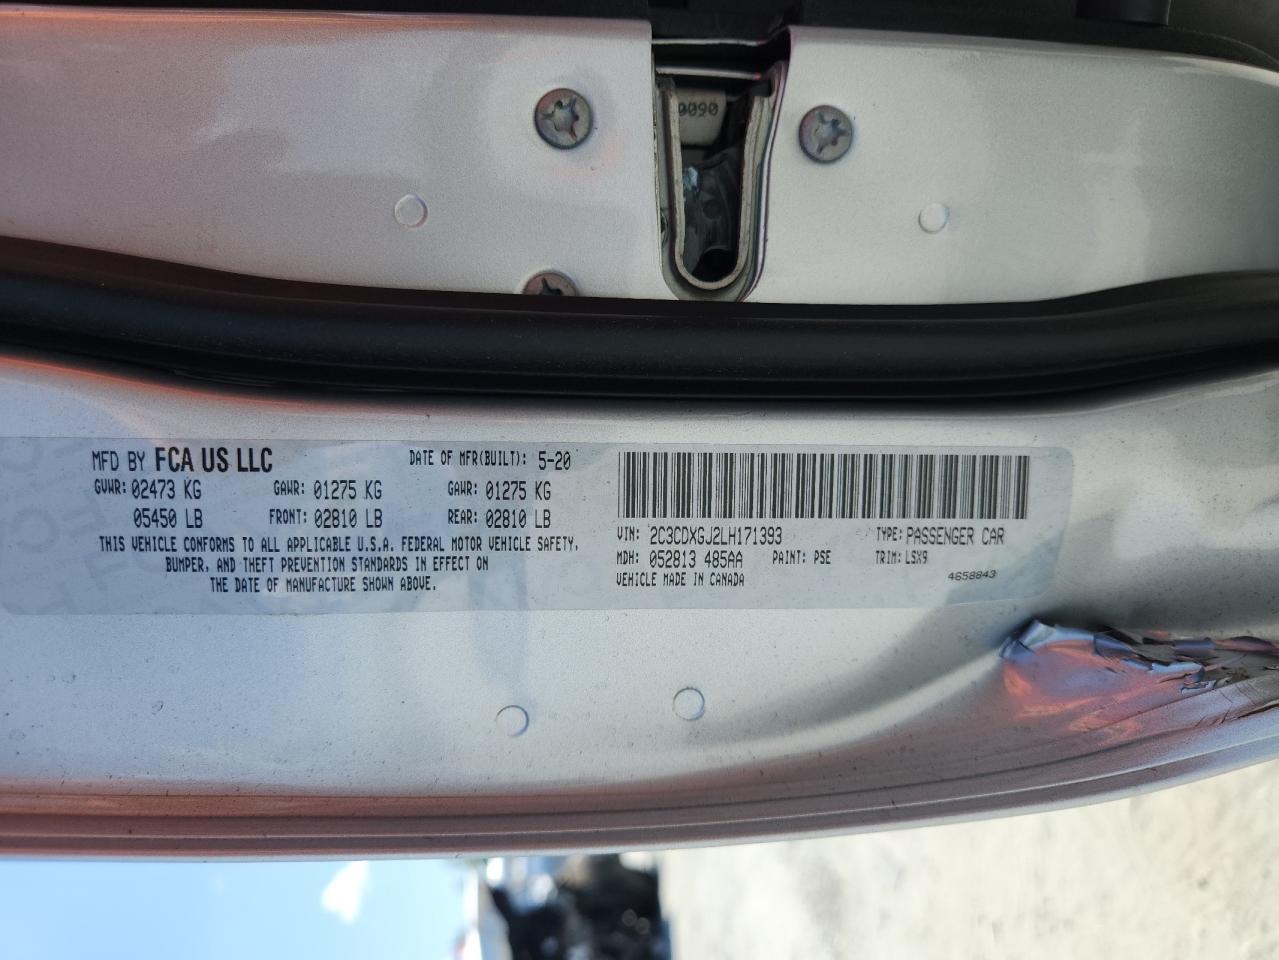 0090
MFD BY FCA US LLC DATE OF MFR(BUILT): 5-20
GVWR: 02473 KG GAWR: 01275 KG GAWR: 01275 KG
05450 LB FRONT: 02810 LB REAR: 02810 LB
THIS VEHICLE CONFORMS TO ALL APPLICABLE U.S.A. FEDERAL MOTOR VEHICLE SAFETY,
BUMPER, AND THEFT PREVENTION STANDARDS IN EFFECT ON
THE DATE OF MANUFACTURE SHOWN ABOVE.
VIN: 2C3CDXGJ2LH171393 TYPE: PASSENGER CAR
MDH: 052813 485AA PAINT: PSE TRIM: LSX9
VEHICLE MADE IN CANADA 4658843